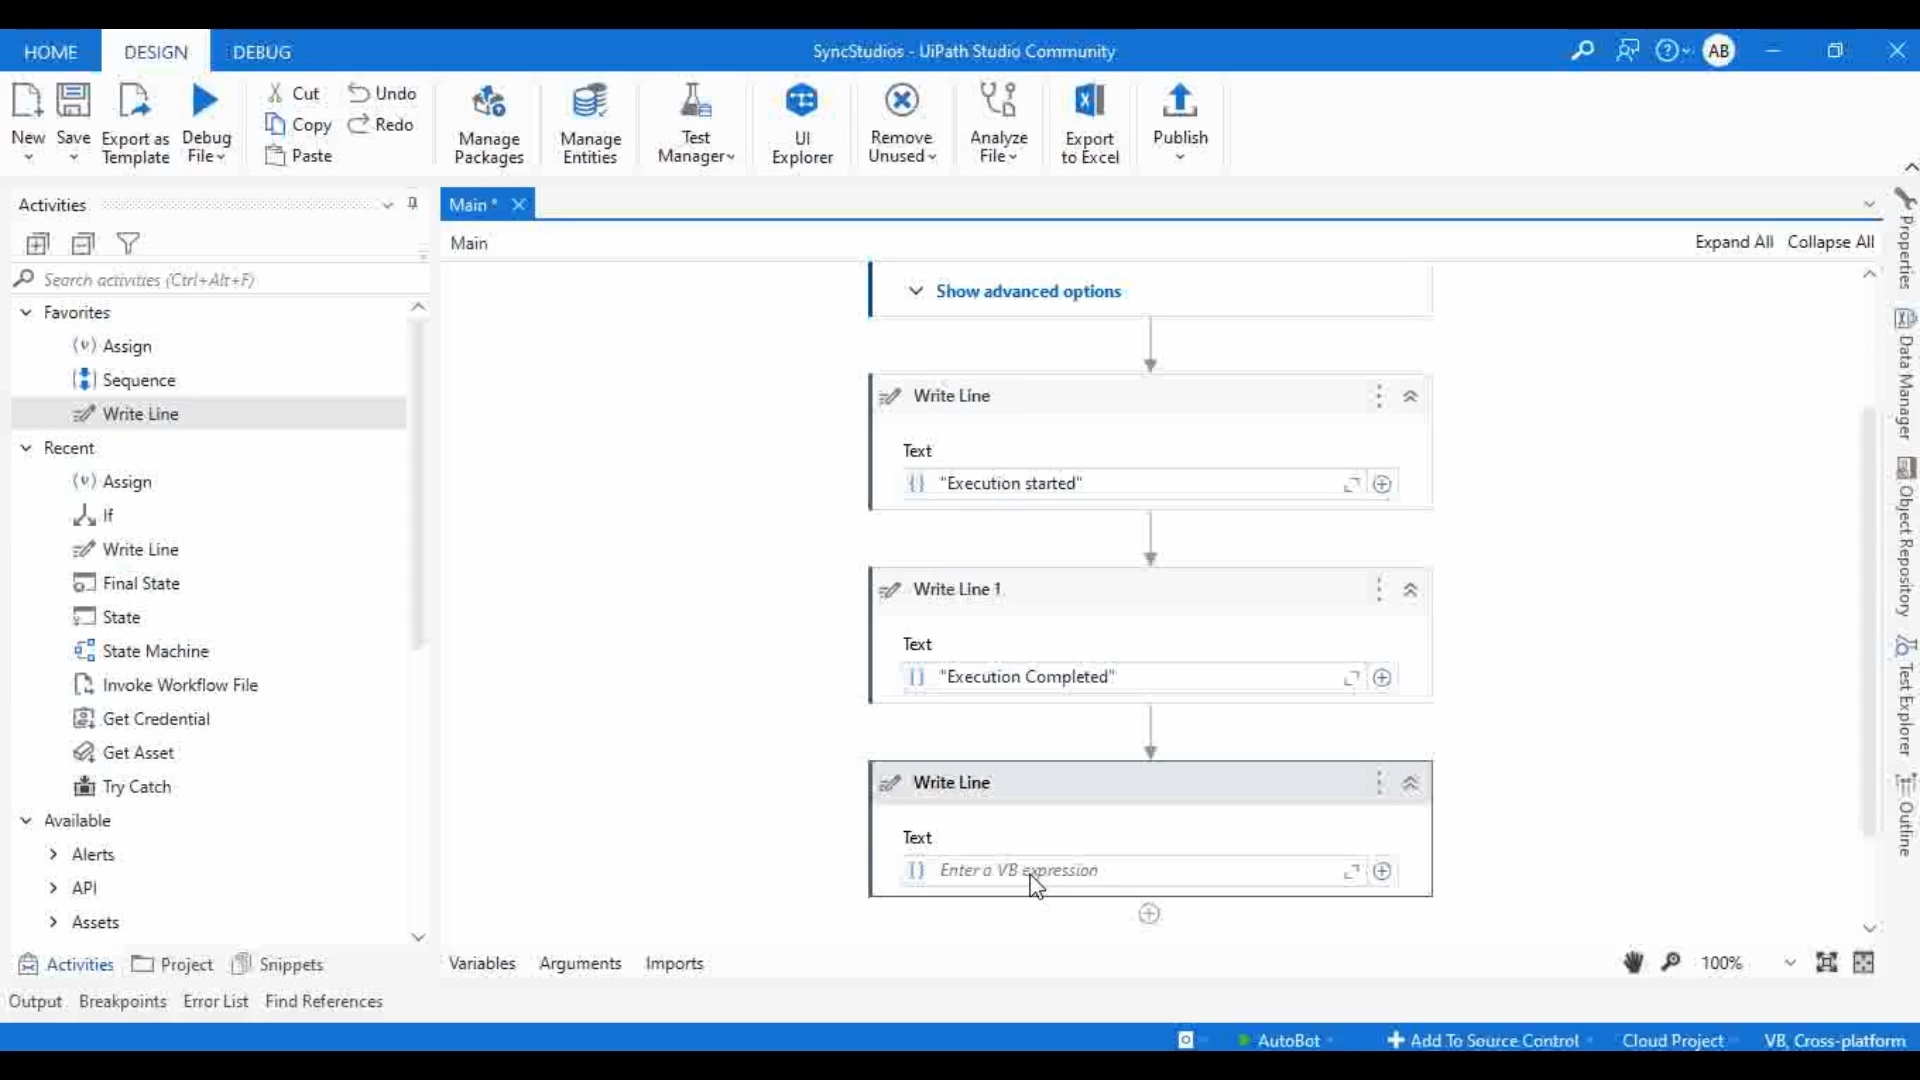 HOME DESIGN DEBUG SyncStudios - UiPath Studio Community AB
New Save Export as Template Debug File Cut Copy Paste Undo Redo Manage Packages Manage Entities Test Manager UI Explorer Remove Unused Analyze File Export to Excel Publish
Activities
Search activities (Ctrl+Alt+F)
Favorites
Assign
Sequence
Write Line
Recent
Assign
If
Write Line
Final State
State
State Machine
Invoke Workflow File
Get Credential
Get Asset
Try Catch
Available
Alerts
API
Assets
Activities Project Snippets
Main *
Main Expand All Collapse All
Show advanced options
Write Line
Text
"Execution started"
Write Line 1
Text
"Execution Completed"
Write Line
Text
Enter a VB expression
Variables Arguments Imports 100%
Properties
Data Manager
Object Repository
Test Explorer
Outline
Output Breakpoints Error List Find References
AutoBot Add To Source Control Cloud Project VB, Cross-platform